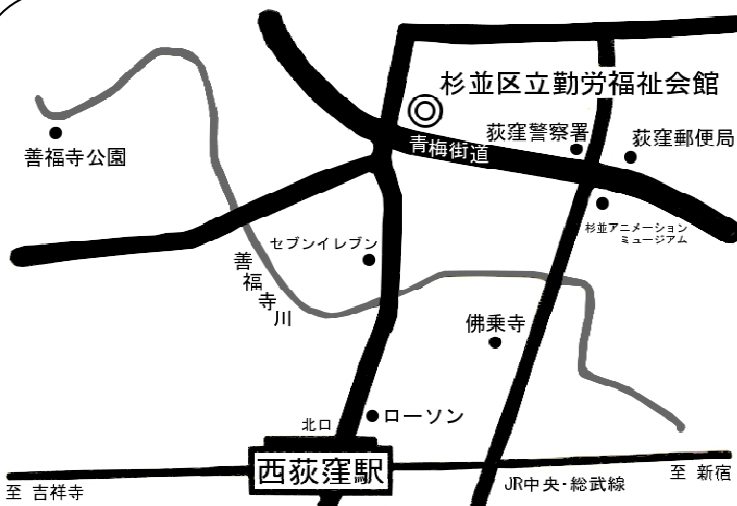 杉並区立勤労福祉会館
荻窪警察署
荻窪郵便局
青梅街道
善福寺公園
杉並アニメーション
ミュージアム
セブンイレブン
善福寺川
佛乗寺
ローソン
北口
西荻窪駅
JR中央・総武線
至 新宿
至 吉祥寺